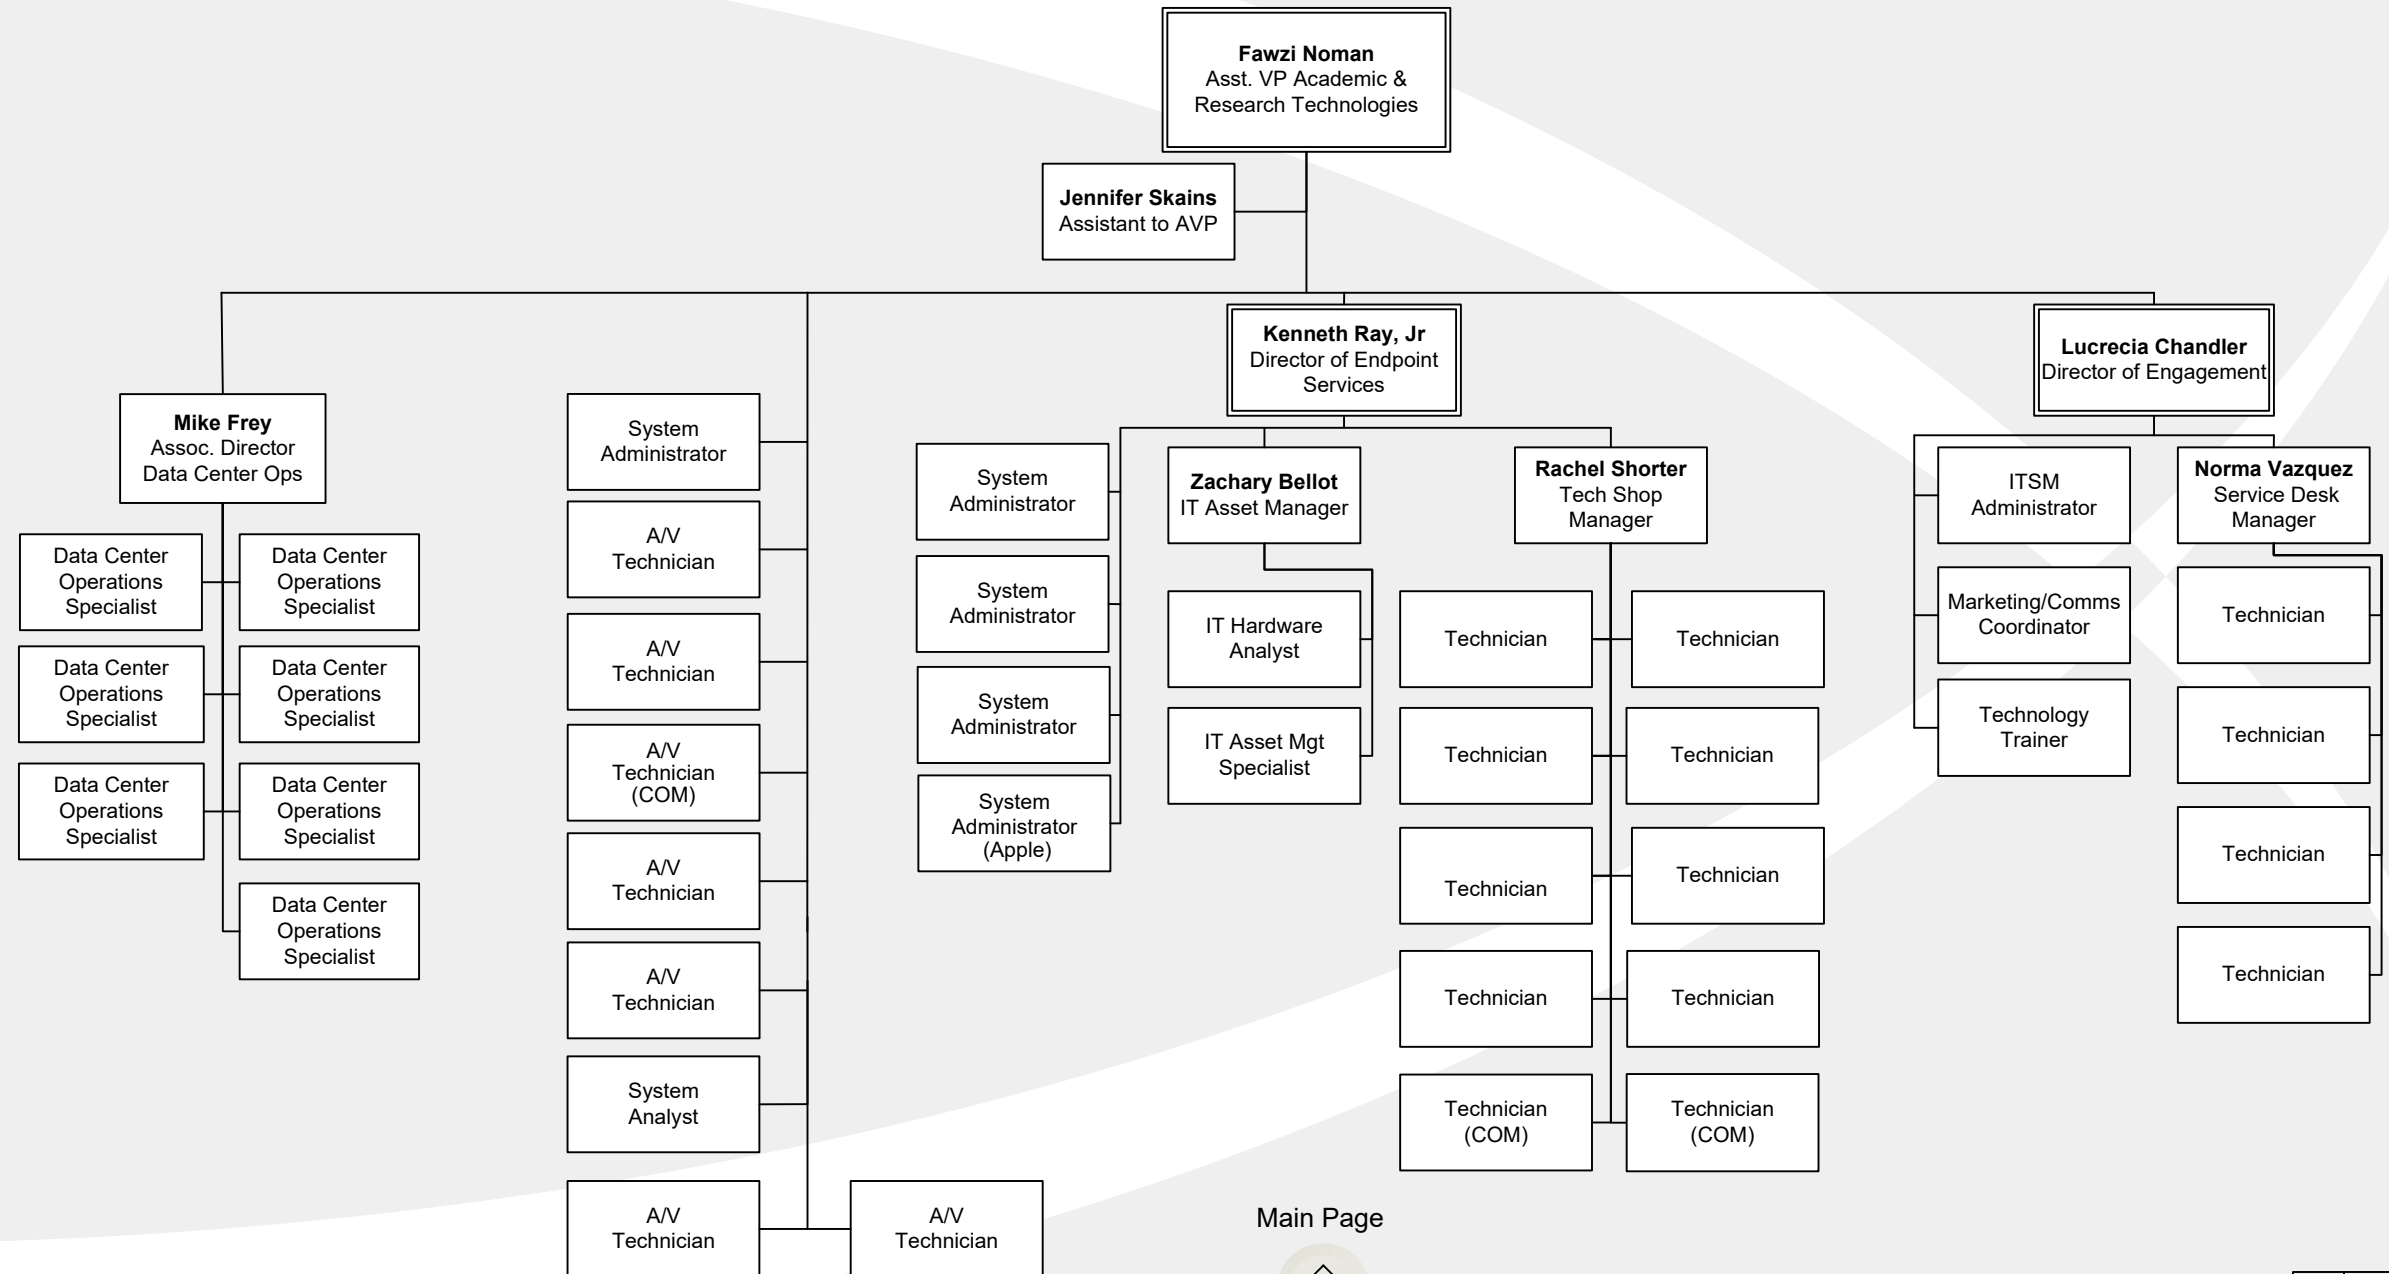 Fawzi Noman
Asst. VP Academic &
Research Technologies
Jennifer Skains
Assistant to AVP
Mike Frey
Assoc. Director
Data Center Ops
Data Center
Operations
Specialist
Data Center
Operations
Specialist
Data Center
Operations
Specialist
Data Center
Operations
Specialist
Data Center
Operations
Specialist
Data Center
Operations
Specialist
Data Center
Operations
Specialist
System
Administrator
A/V
Technician
A/V
Technician
A/V
Technician
(COM)
A/V
Technician
A/V
Technician
System
Analyst
A/V
Technician
A/V
Technician
Kenneth Ray, Jr
Director of Endpoint
Services
System
Administrator
System
Administrator
System
Administrator
System
Administrator
(Apple)
Zachary Bellot
IT Asset Manager
IT Hardware
Analyst
IT Asset Mgt
Specialist
Rachel Shorter
Tech Shop
Manager
Technician
Technician
Technician
Technician
Technician
Technician
Technician
Technician
Technician
(COM)
Technician
(COM)
Lucrecia Chandler
Director of Engagement
ITSM
Administrator
Marketing/Comms
Coordinator
Technology
Trainer
Norma Vazquez
Service Desk
Manager
Technician
Technician
Technician
Technician
Main Page